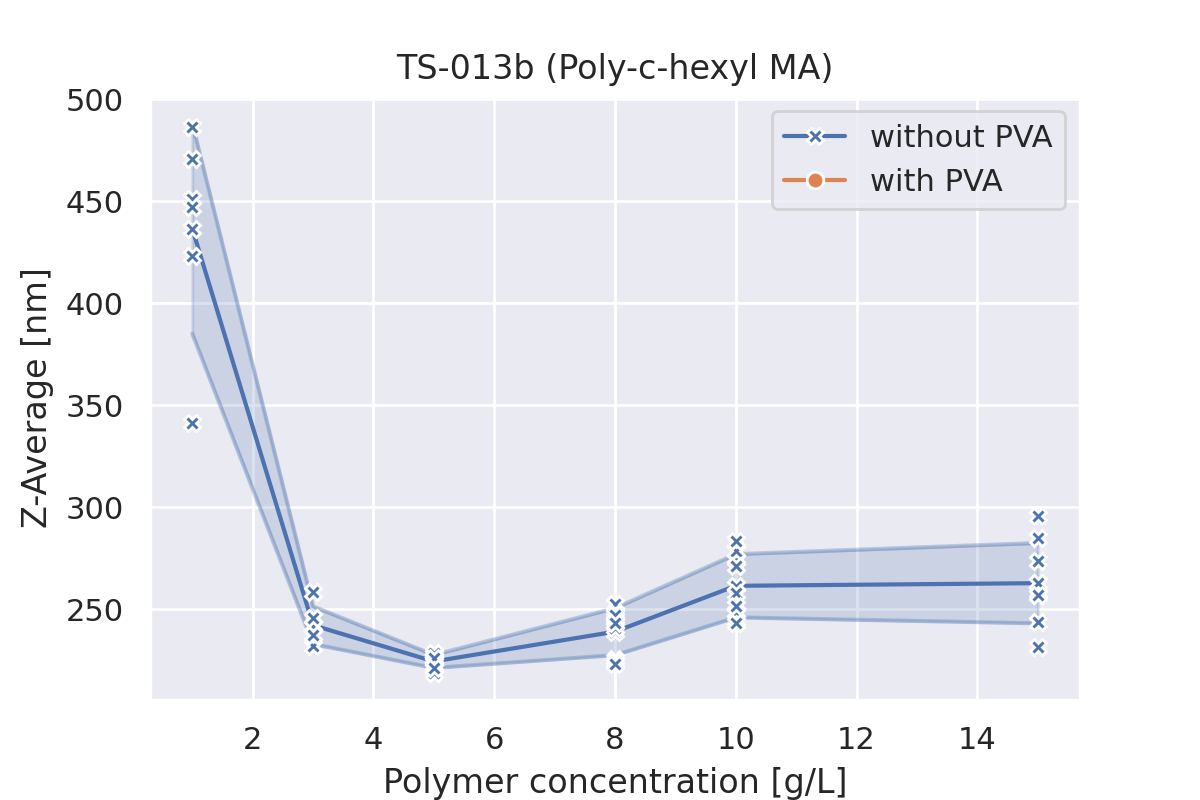 TS-013b (Poly-c-hexyl MA)
500
450
400
350
300
250
Z-Average [nm]
without PVA
with PVA
2 4 6 8 10 12 14
Polymer concentration [g/L]